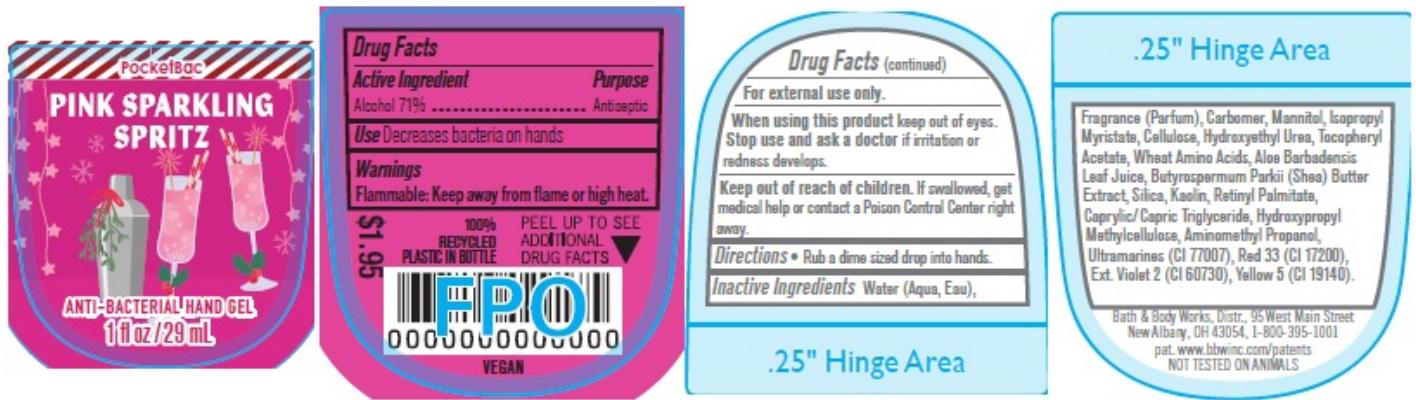 PocketBac
PINK SPARKLING
SPRITZ
ANTI-BACTERIAL HAND GEL
1 fl oz/29 mL
Drug Facts
Active Ingredient Purpose
Alcohol 71% ........................ Antiseptic
Use Decreases bacteria on hands
Warnings
Flammable: Keep away from flame or high heat.
$1.95
100%
RECYCLED
PLASTIC IN BOTTLE
PEEL UP TO SEE
ADDITIONAL
DRUG FACTS ▼
FPO
00000000000000
VEGAN
Drug Facts (continued)
For external use only.
When using this product keep out of eyes.
Stop use and ask a doctor if irritation or
redness develops.
Keep out of reach of children. If swallowed, get
medical help or contact a Poison Control Center right
away.
Directions • Rub a dime sized drop into hands.
Inactive Ingredients Water (Aqua, Eau),
.25" Hinge Area
.25" Hinge Area
Fragrance (Parfum), Carbomer, Mannitol, Isopropyl
Myristate, Cellulose, Hydroxyethyl Urea, Tocopheryl
Acetate, Wheat Amino Acids, Aloe Barbadensis
Leaf Juice, Butyrospermum Parkii (Shea) Butter
Extract, Silica, Kaolin, Retinyl Palmitate,
Caprylic/Capric Triglyceride, Hydroxypropyl
Methylcellulose, Aminomethyl Propanol,
Ultramarines (CI 77007), Red 33 (CI 17200),
Ext. Violet 2 (CI 60730), Yellow 5 (CI 19140).
Bath & Body Works, Distr., 95 West Main Street
New Albany, OH 43054, 1-800-395-1001
pat. www.bbwinc.com/patents
NOT TESTED ON ANIMALS